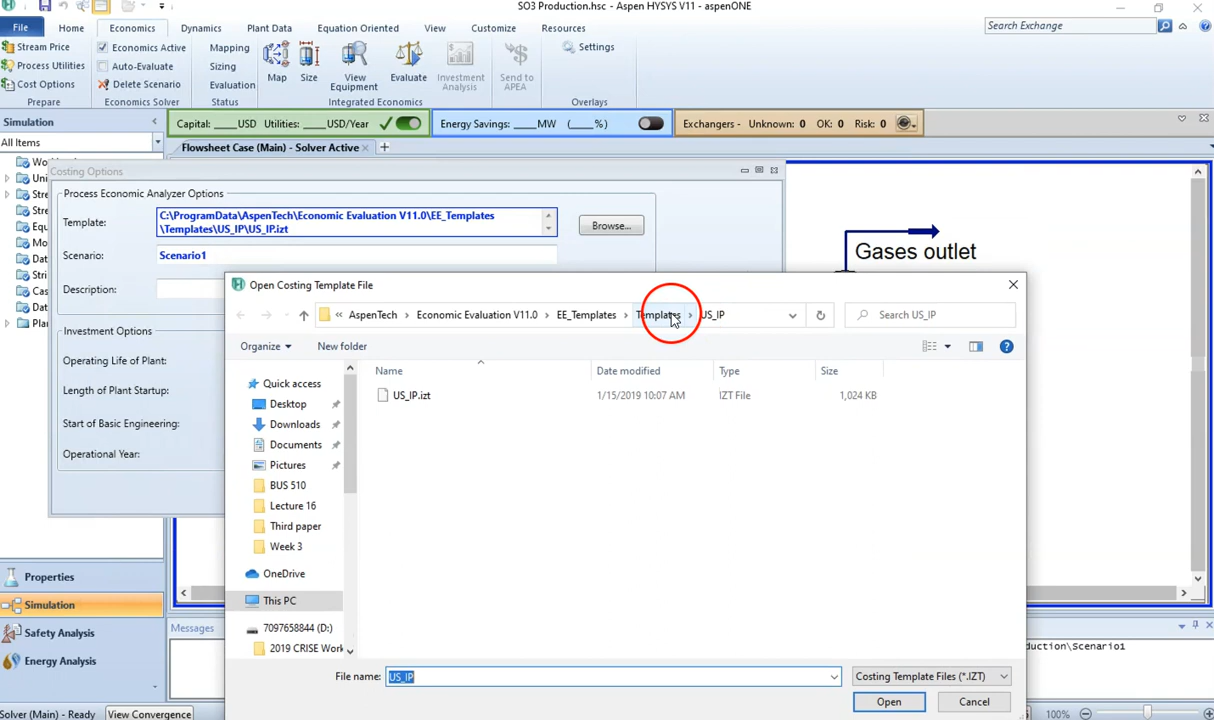 SO3 Production.hsc - Aspen HYSYS V11 - aspenONE
File Home Economics Dynamics Plant Data Equation Oriented View Customize Resources Search Exchange
Stream Price Economics Active Mapping Settings
Process Utilities Auto-Evaluate Sizing Map Size View Equipment Evaluate Investment Analysis Send to APEA
Cost Options Delete Scenario Evaluation
Prepare Economics Solver Status Integrated Economics Overlays
Simulation Capital: ____USD Utilities: ____USD/Year Energy Savings: ____MW (____%) Exchangers - Unknown: 0 OK: 0 Risk: 0
All Items Flowsheet Case (Main) - Solver Active
Costing Options
Process Economic Analyzer Options
Template: C:\ProgramData\AspenTech\Economic Evaluation V11.0\EE_Templates
\Templates\US_IP\US_IP.izt Browse...
Scenario: Scenario1
Description:
Gases outlet
Investment Options
Operating Life of Plant:
Length of Plant Startup:
Start of Basic Engineering:
Operational Year:
Open Costing Template File
« AspenTech › Economic Evaluation V11.0 › EE_Templates › Templates › US_IP Search US_IP
Organize New folder
Name Date modified Type Size
US_IP.izt 1/15/2019 10:07 AM IZT File 1,024 KB
Quick access
Desktop
Downloads
Documents
Pictures
BUS 510
Lecture 16
Third paper
Week 3
OneDrive
This PC
7097658844 (D:)
2019 CRISE Work
File name: US_IP Costing Template Files (*.IZT)
Open Cancel
Properties
Simulation
Safety Analysis
Energy Analysis
Messages
duction\Scenario1
Solver (Main) - Ready View Convergence 100%